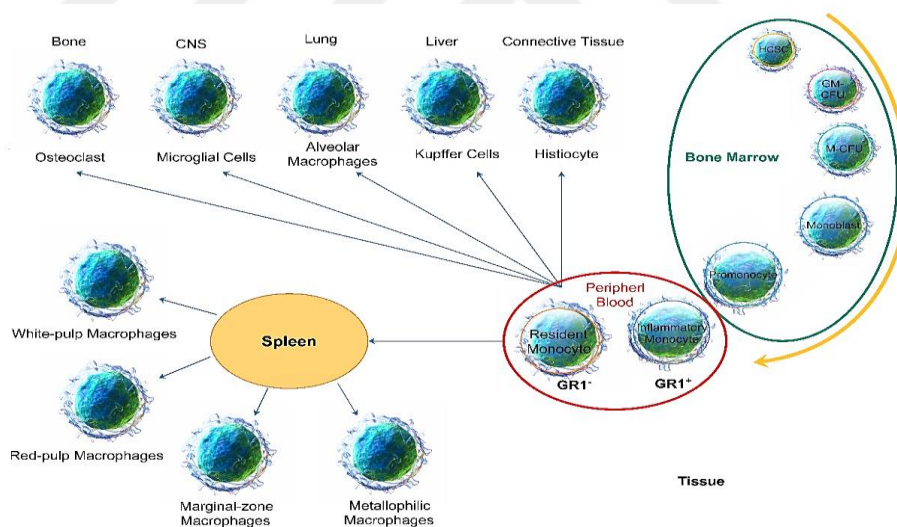 Bone
CNS
Lung
Liver
Connective Tissue
Osteoclast
Microglial Cells
Alveolar
Macrophages
Kupffer Cells
Histiocyte
HCSC
GM-
CFU
M-CFU
Monoblast
Promonocyte
Bone Marrow
Peripherl
Blood
Resident
Monocyte
Inflammatory
Monocyte
GR1⁻
GR1⁺
Spleen
White-pulp Macrophages
Red-pulp Macrophages
Marginal-zone
Macrophages
Metallophilic
Macrophages
Tissue